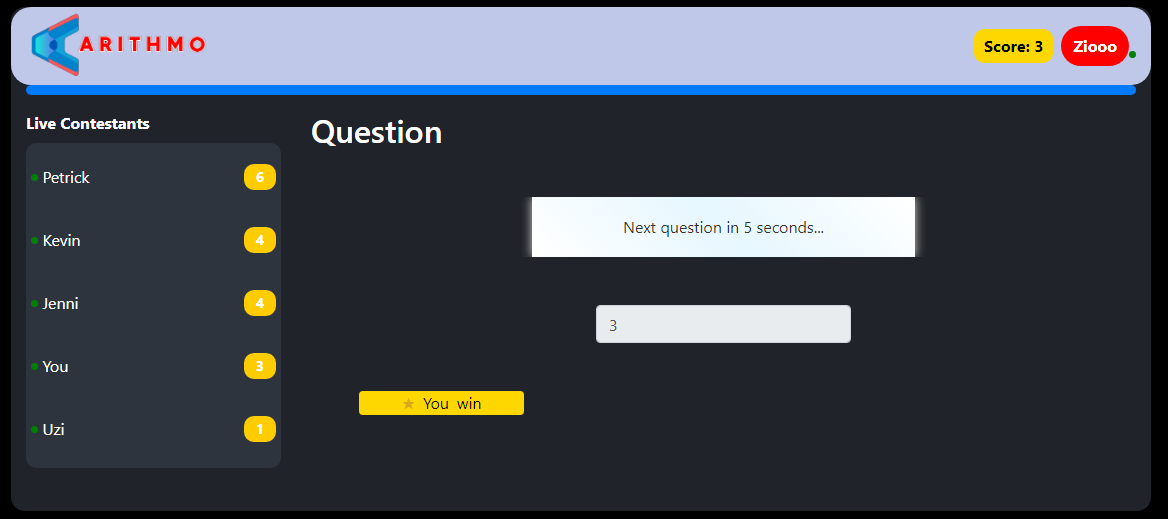 ARITHMO
Score: 3
Ziooo
Live Contestants
Petrick 6
Kevin 4
Jenni 4
You 3
Uzi 1
Question
Next question in 5 seconds...
3
★ You win